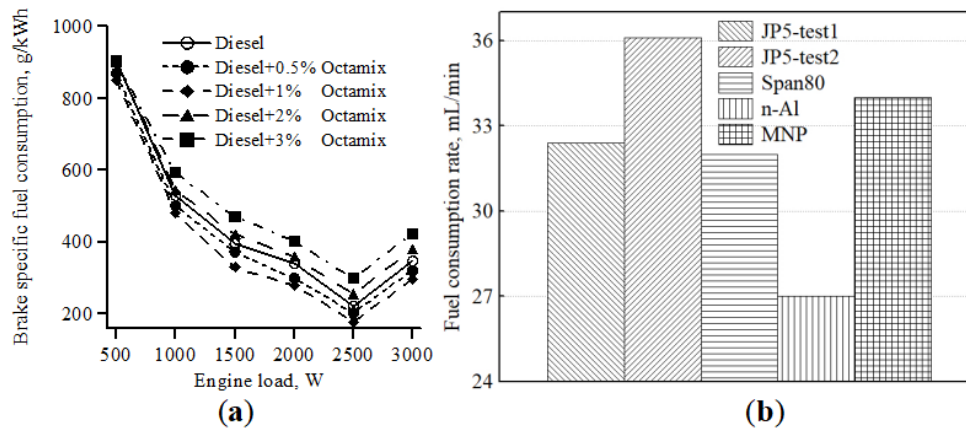 Brake specific fuel consumption, g/kWh
1000
800
600
400
200
Diesel
Diesel+0.5% Octamix
Diesel+1% Octamix
Diesel+2% Octamix
Diesel+3% Octamix
500 1000 1500 2000 2500 3000
Engine load, W
(a)
Fuel consumption rate, mL/min
36
33
30
27
24
JP5-test1
JP5-test2
Span80
n-Al
MNP
(b)